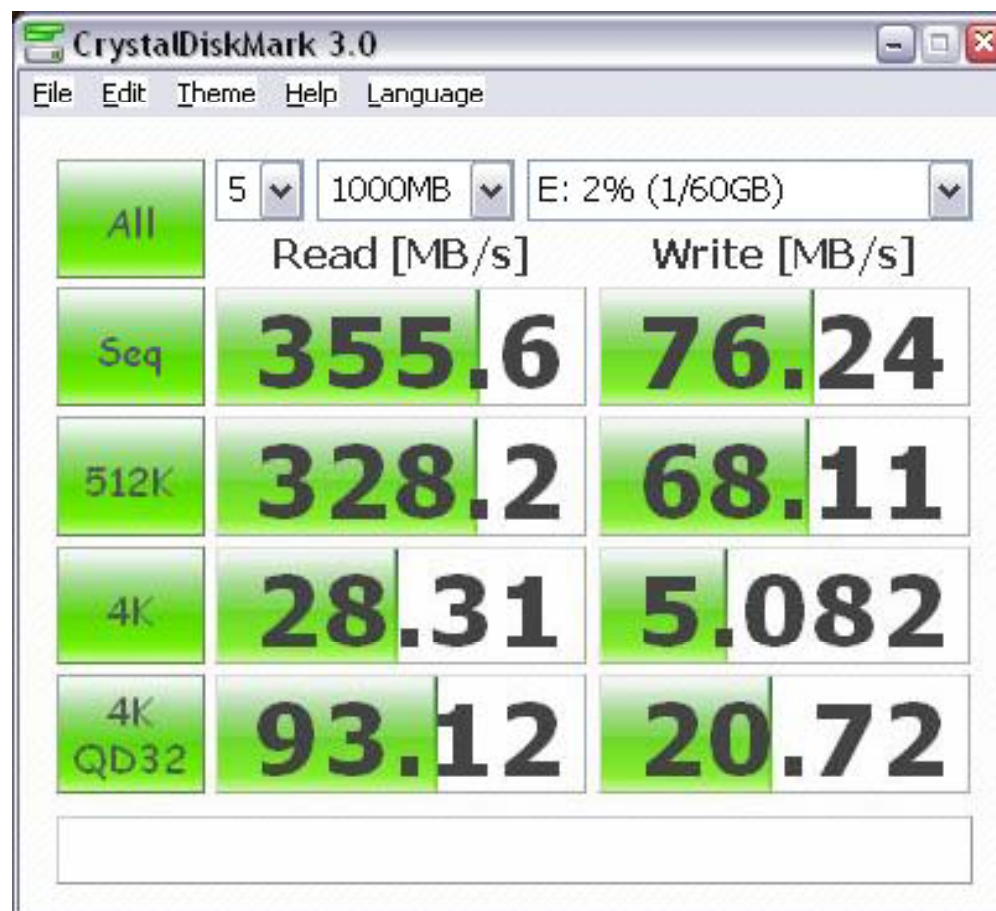 CrystalDiskMark 3.0
File Edit Theme Help Language
All 5 1000MB E: 2% (1/60GB)
Read [MB/s] Write [MB/s]
Seq 355.6 76.24
512K 328.2 68.11
4K 28.31 5.082
4K QD32 93.12 20.72